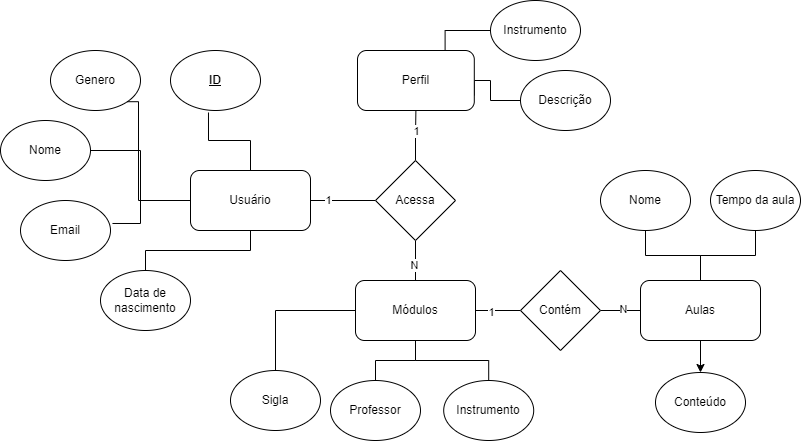 Instrumento
Genero
ID
Perfil
Descrição
1
Nome
Usuário
1
Acessa
Nome
Tempo da aula
Email
N
Data de
nascimento
Módulos
1
Contém
N
Aulas
Sigla
Professor
Instrumento
Conteúdo